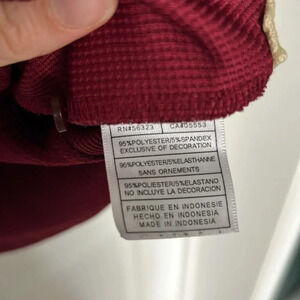 RN#56323 CA#05553
95%POLYESTER/5%SPANDEX
EXCLUSIVE OF DECORATION
95%POLYESTER/5%ELASTHANNE
SANS ORNEMENTS
95%POLIESTER/5%ELASTANO
NO INCLUYE LA DECORACION
FABRIQUE EN INDONESIE
HECHO EN INDONESIA
MADE IN INDONESIA